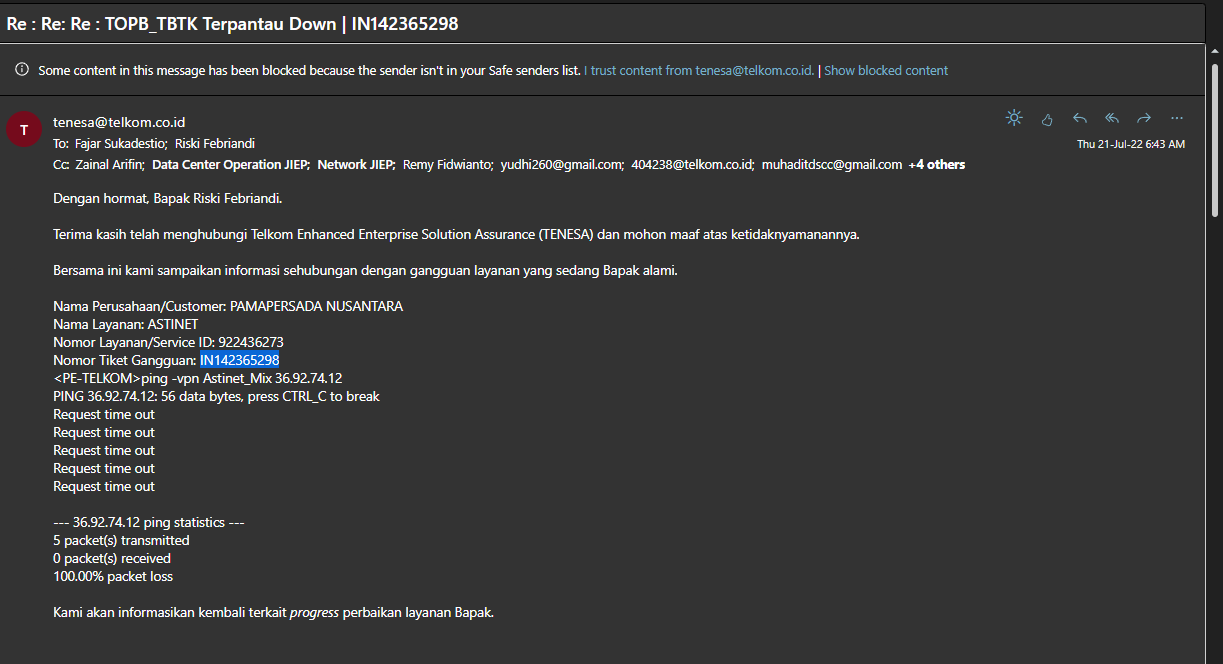 Re : Re: Re : TOPB_TBTK Terpantau Down | IN142365298
Some content in this message has been blocked because the sender isn't in your Safe senders list. I trust content from tenesa@telkom.co.id. | Show blocked content
T
tenesa@telkom.co.id
To: Fajar Sukadestio; Riski Febriandi
Thu 21-Jul-22 6:43 AM
Cc: Zainal Arifin; Data Center Operation JIEP; Network JIEP; Remy Fidwianto; yudhi260@gmail.com; 404238@telkom.co.id; muhaditdscc@gmail.com +4 others
Dengan hormat, Bapak Riski Febriandi.
Terima kasih telah menghubungi Telkom Enhanced Enterprise Solution Assurance (TENESA) dan mohon maaf atas ketidaknyamanannya.
Bersama ini kami sampaikan informasi sehubungan dengan gangguan layanan yang sedang Bapak alami.
Nama Perusahaan/Customer: PAMAPERSADA NUSANTARA
Nama Layanan: ASTINET
Nomor Layanan/Service ID: 922436273
Nomor Tiket Gangguan: IN142365298
<PE-TELKOM>ping -vpn Astinet_Mix 36.92.74.12
PING 36.92.74.12: 56 data bytes, press CTRL_C to break
Request time out
Request time out
Request time out
Request time out
Request time out
--- 36.92.74.12 ping statistics ---
5 packet(s) transmitted
0 packet(s) received
100.00% packet loss
Kami akan informasikan kembali terkait progress perbaikan layanan Bapak.